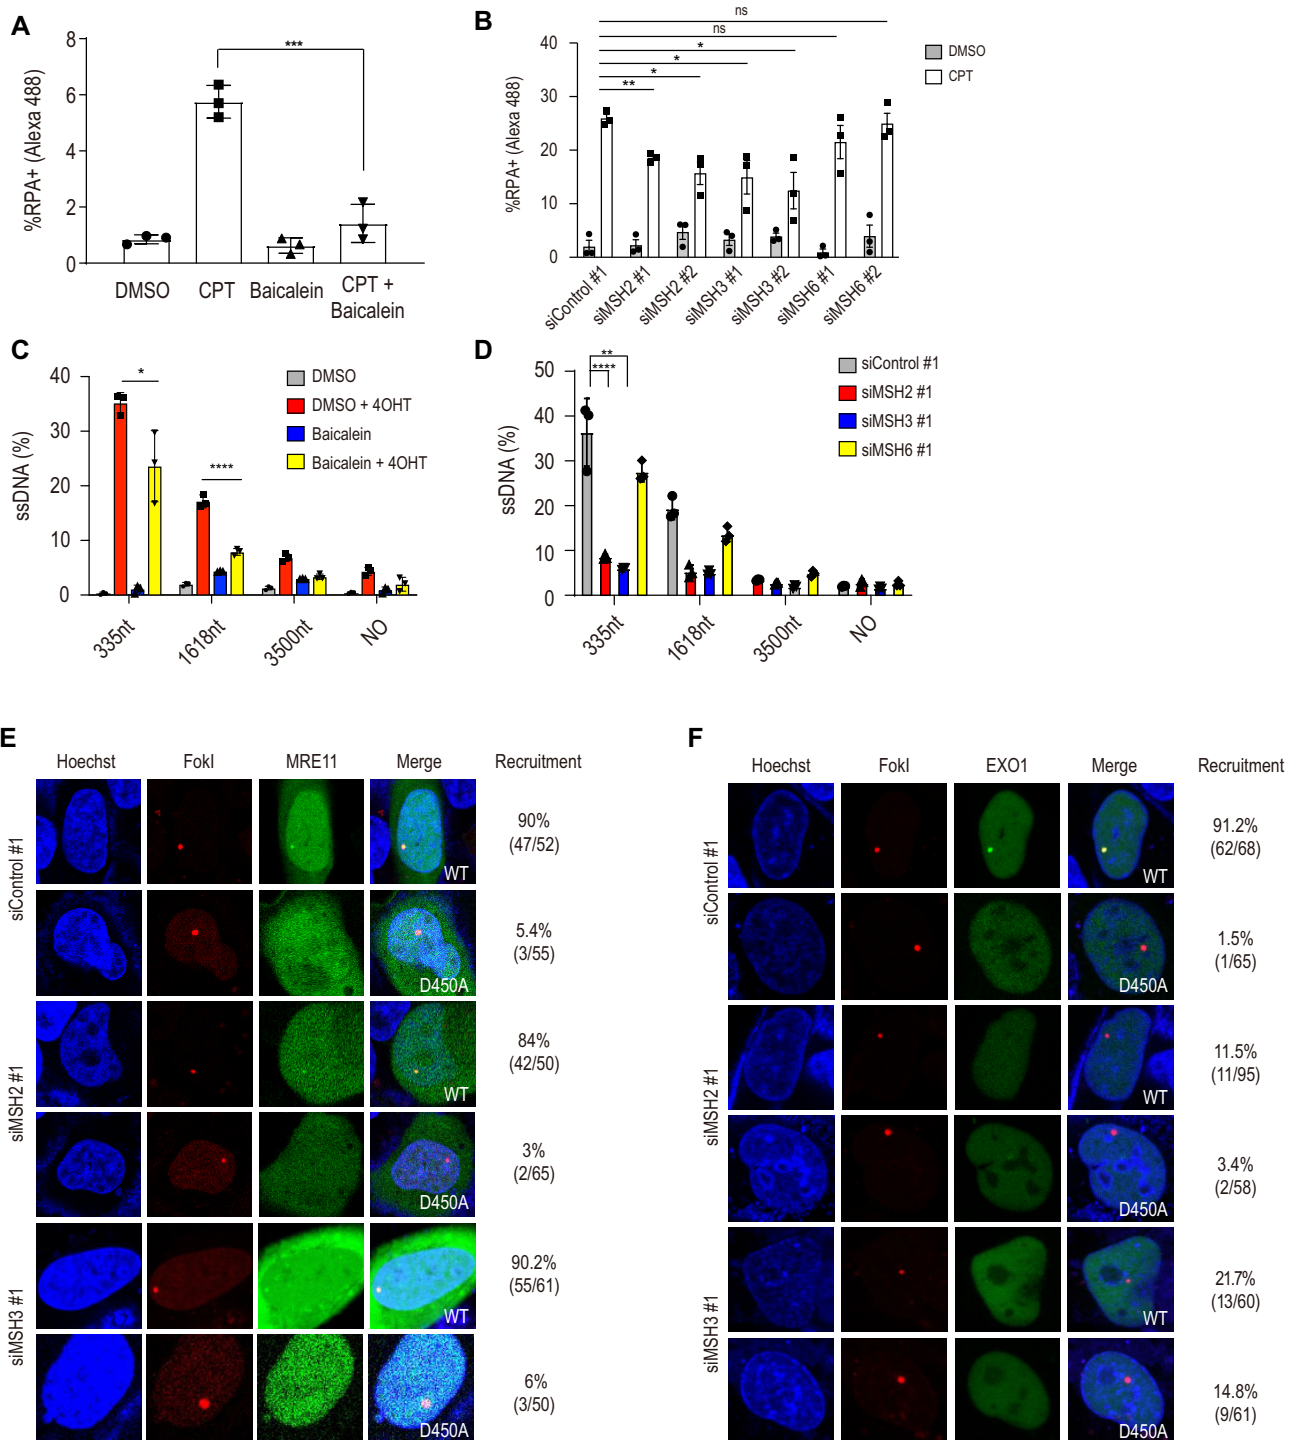 A
8
6
4
2
0
%RPA+ (Alexa 488)
***
DMSO
CPT
Baicalein
CPT +
Baicalein
B
40
30
20
10
0
%RPA+ (Alexa 488)
ns
ns
*
*
*
**
DMSO
CPT
siControl #1
siMSH2 #1
siMSH2 #2
siMSH3 #1
siMSH3 #2
siMSH6 #1
siMSH6 #2
C
40
30
20
10
0
ssDNA (%)
*
****
DMSO
DMSO + 4OHT
Baicalein
Baicalein + 4OHT
335nt
1618nt
3500nt
NO
D
50
40
30
20
10
0
ssDNA (%)
**
****
siControl #1
siMSH2 #1
siMSH3 #1
siMSH6 #1
335nt
1618nt
3500nt
NO
E
Hoechst
FokI
MRE11
Merge
Recruitment
siControl #1
WT
90%
(47/52)
D450A
5.4%
(3/55)
siMSH2 #1
WT
84%
(42/50)
D450A
3%
(2/65)
siMSH3 #1
WT
90.2%
(55/61)
D450A
6%
(3/50)
F
Hoechst
FokI
EXO1
Merge
Recruitment
siControl #1
WT
91.2%
(62/68)
D450A
1.5%
(1/65)
siMSH2 #1
WT
11.5%
(11/95)
D450A
3.4%
(2/58)
siMSH3 #1
WT
21.7%
(13/60)
D450A
14.8%
(9/61)